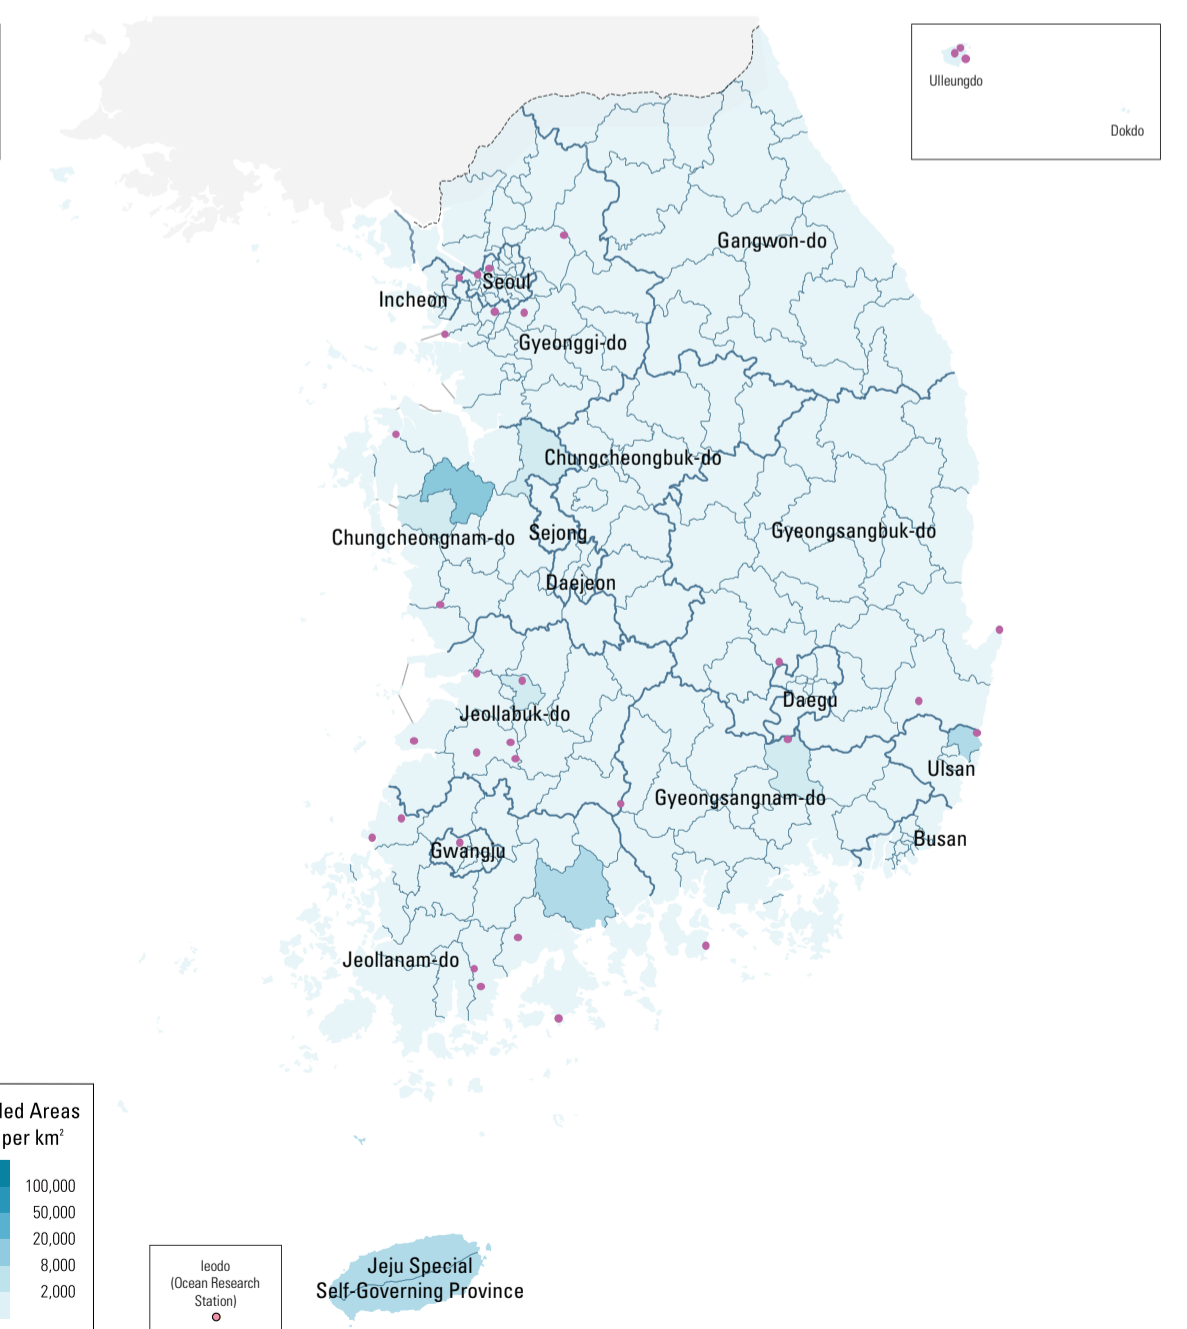 Ulleungdo
Dokdo
Gangwon-do
Seoul
Incheon
Gyeonggi-do
Chungcheongbuk-do
Chungcheongnam-do
Sejong
Gyeongsangbuk-do
Daejeon
Daegu
Jeollabuk-do
Ulsan
Gyeongsangnam-do
Busan
Gwangju
Jeollanam-do
Areas
per km²
100,000
50,000
20,000
8,000
2,000
Ieodo
(Ocean Research
Station)
Jeju Special
Self-Governing Province